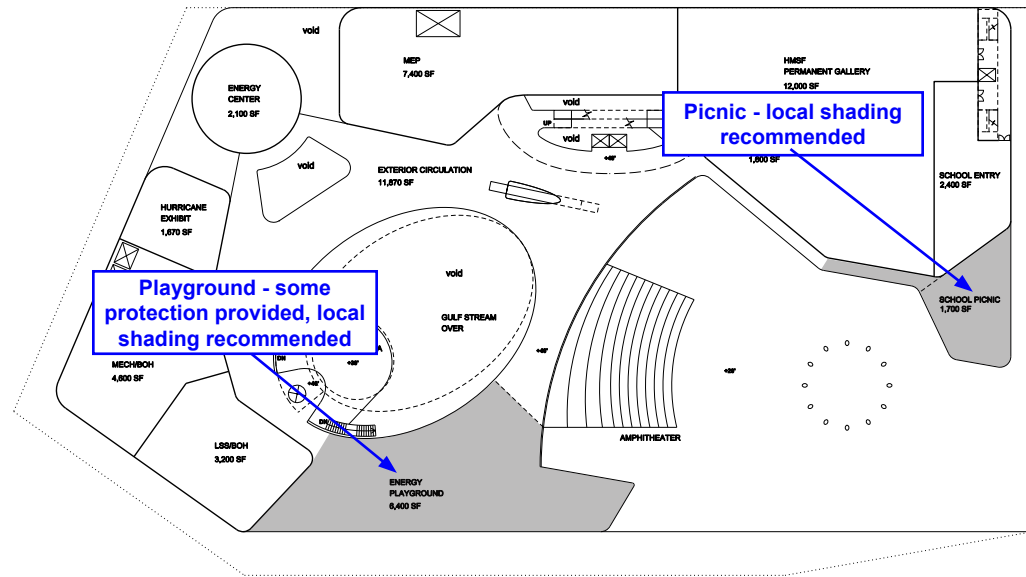 void
MEP
7,400 SF
HMSF
PERMANENT GALLERY
12,000 SF
ENERGY
CENTER
2,100 SF
void
UP
void
+48'
Picnic - local shading
recommended
1,600 SF
void
EXTERIOR CIRCULATION
11,870 SF
SCHOOL ENTRY
2,400 SF
HURRICANE
EXHIBIT
1,670 SF
void
Playground - some
protection provided, local
shading recommended
SCHOOL PICNIC
1,700 SF
GULF STREAM
OVER
A
DN
MECH/BOH
4,600 SF
DN
LSS/BOH
3,200 SF
AMPHITHEATER
ENERGY
PLAYGROUND
6,400 SF